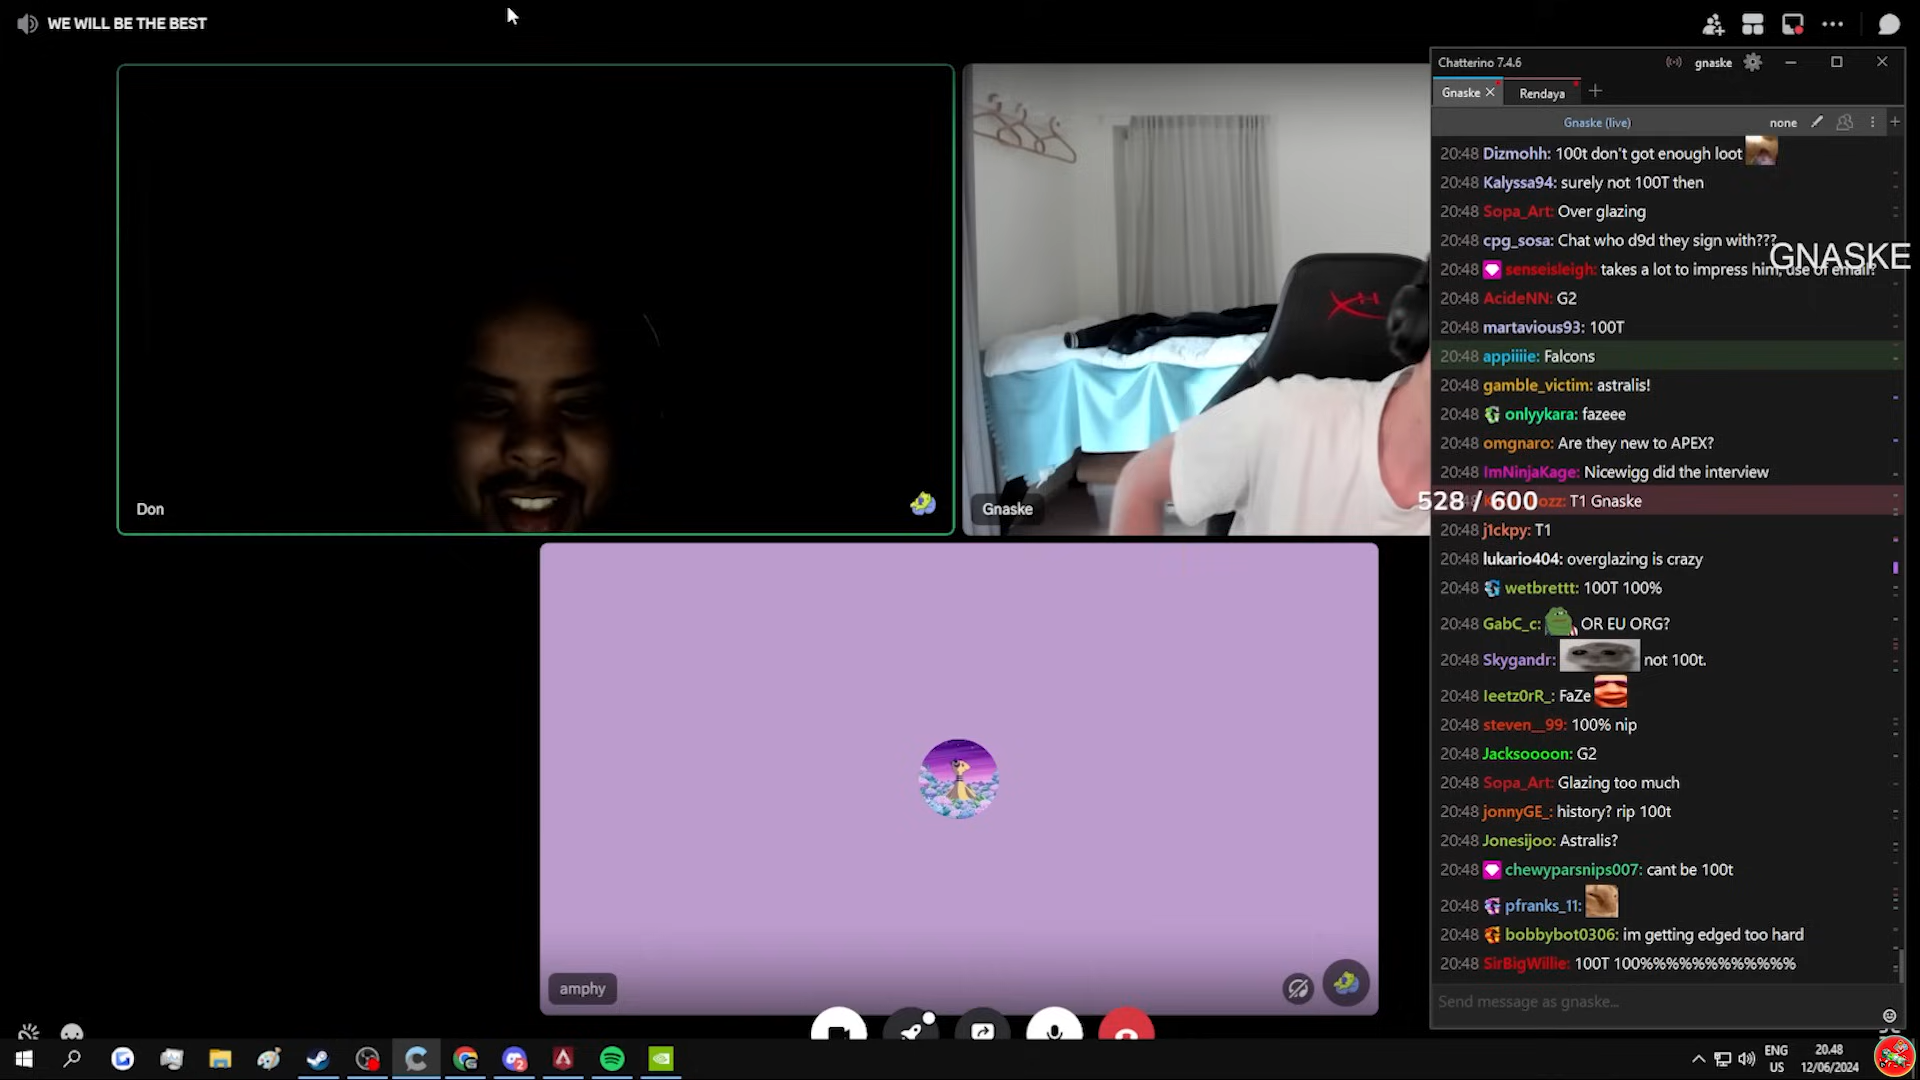 WE WILL BE THE BEST
Don
Gnaske
amphy
Chatterino 7.4.6
gnaske
Gnaske
Rendaya
Gnaske (live)
none
20:48 Dizmohh: 100t don't got enough loot
20:48 Kalyssa94: surely not 100T then
20:48 Sopa_Art: Over glazing
20:48 cpg_sosa: Chat who d9d they sign with???
GNASKE
20:48 senseisleigh: takes a lot to impress him, use of email?
20:48 AcideNN: G2
20:48 martavious93: 100T
20:48 appiiiie: Falcons
20:48 gamble_victim: astralis!
20:48 onlyykara: fazeee
20:48 omgnaro: Are they new to APEX?
20:48 ImNinjaKage: Nicewigg did the interview
528 / 600
T1 Gnaske
20:48 j1ckpy: T1
20:48 lukario404: overglazing is crazy
20:48 wetbrettt: 100T 100%
20:48 GabC_c: OR EU ORG?
20:48 Skygandr: not 100t.
20:48 leetz0rR_: FaZe
20:48 steven__99: 100% nip
20:48 Jacksoooon: G2
20:48 Sopa_Art: Glazing too much
20:48 jonnyGE_: history? rip 100t
20:48 Jonesijoo: Astralis?
20:48 chewyparsnips007: cant be 100t
20:48 pfranks_11:
20:48 bobbybot0306: im getting edged too hard
20:48 SirBigWillie: 100T 100%%%%%%%%%%%%
Send message as gnaske...
ENG
US
20.48
12/06/2024